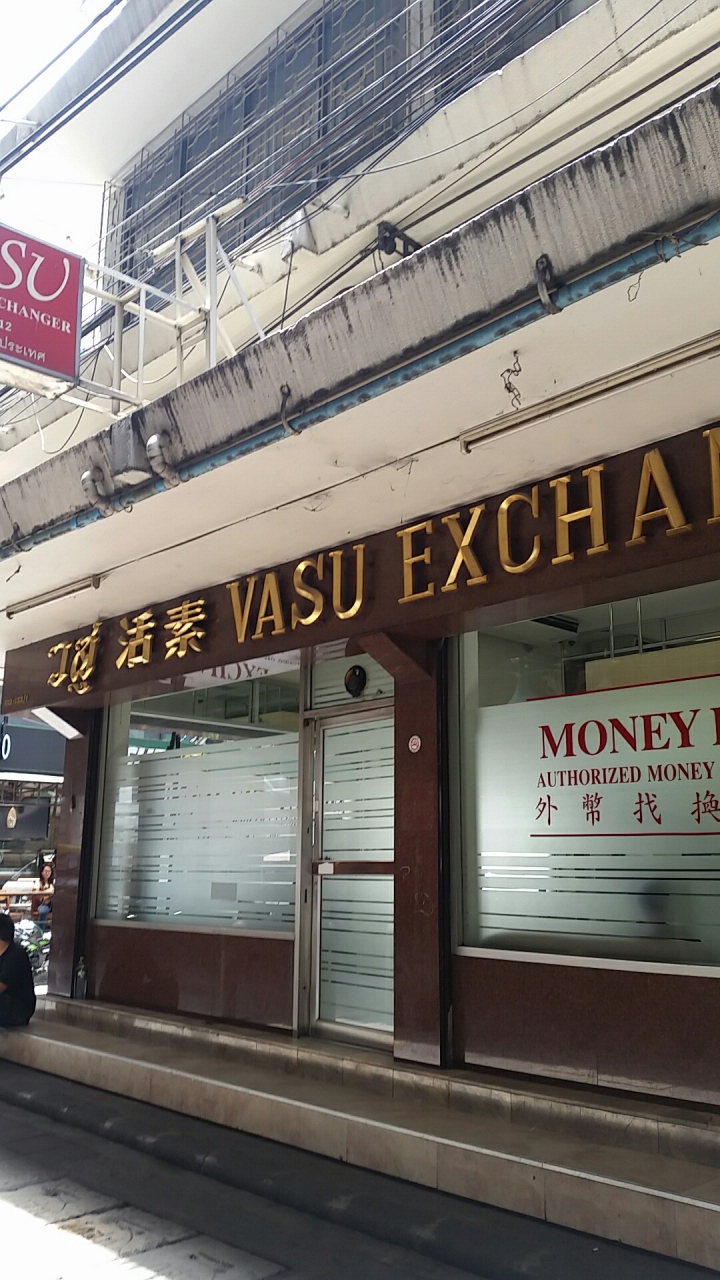 SU
CHANGER
12
ประเทศ
วสุ 活素 VASU EXCHAN
MONEY
AUTHORIZED MONEY
外幣找換